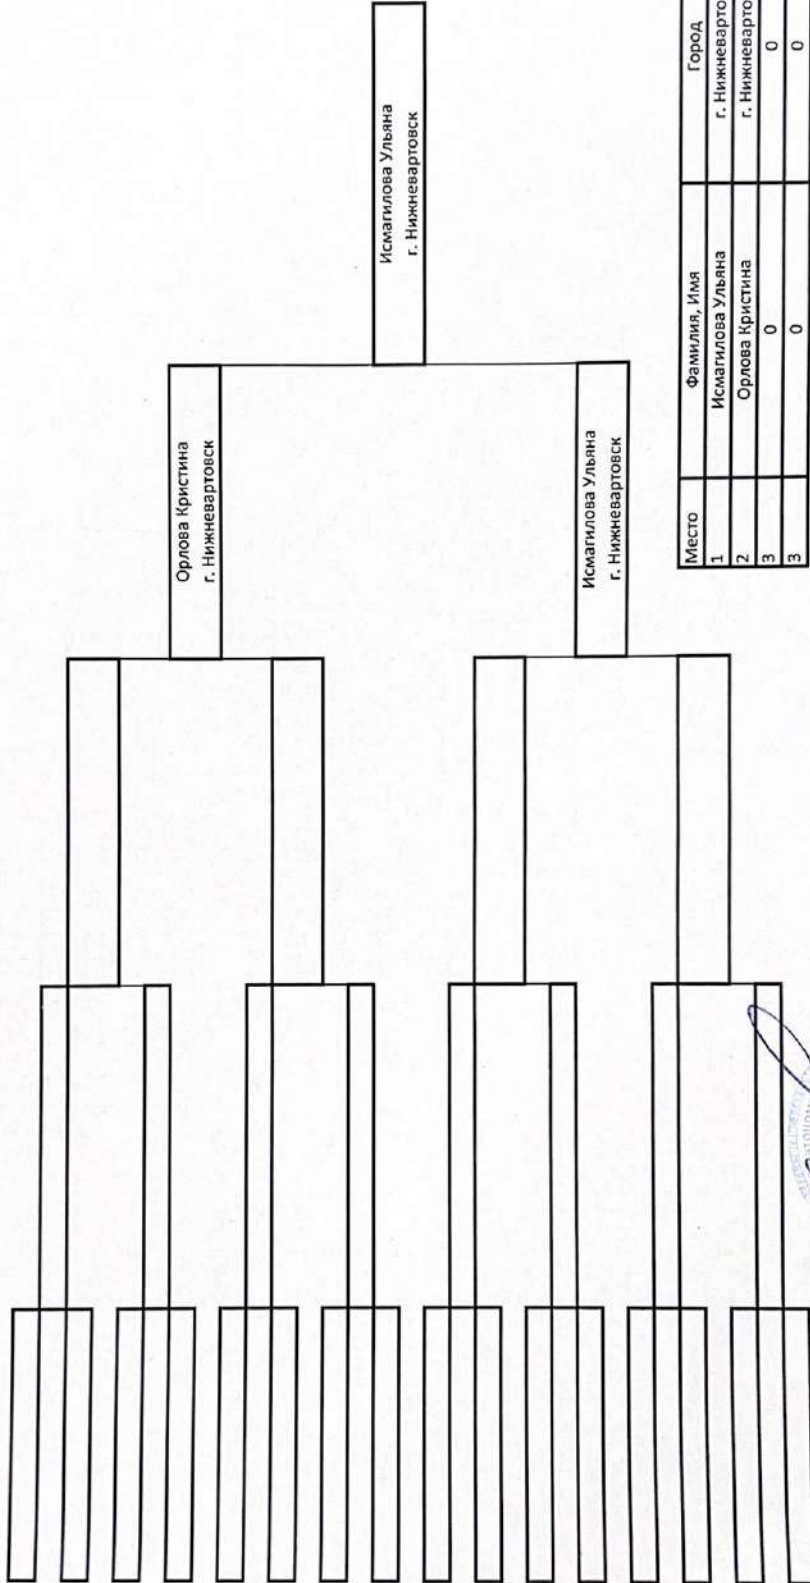 Орлова Кристина
г. Нижневартовск
Исмагилова Ульяна
г. Нижневартовск
Исмагилова Ульяна
г. Нижневартовск
Место Фамилия, Имя Город
1 Исмагилова Ульяна г. Нижневарто
2 Орлова Кристина г. Нижневарто
3 0 0
3 0 0